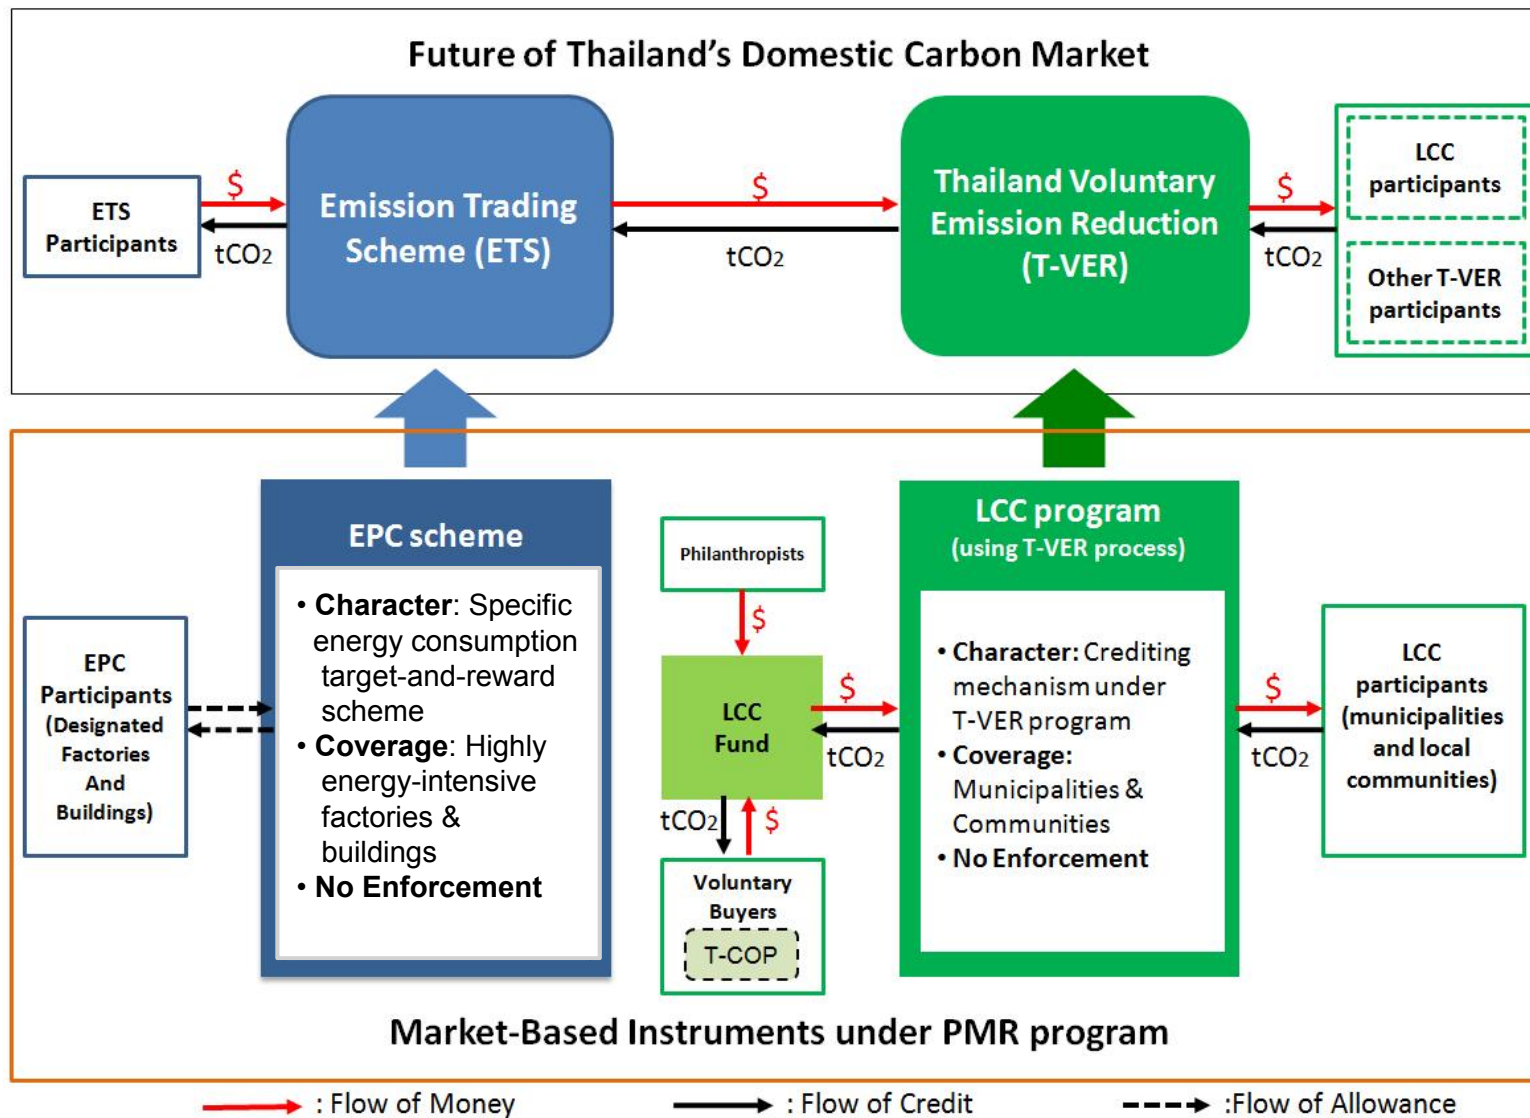 Future of Thailand's Domestic Carbon Market
ETS
Participants
$
tCO2
Emission Trading
Scheme (ETS)
$
tCO2
Thailand Voluntary
Emission Reduction
(T-VER)
$
tCO2
LCC
participants
Other T-VER
participants
EPC scheme
• Character: Specific
energy consumption
target-and-reward
scheme
• Coverage: Highly
energy-intensive
factories &
buildings
• No Enforcement
EPC
Participants
(Designated
Factories
And
Buildings)
Philanthropists
$
LCC
Fund
$
tCO2
tCO2
$
Voluntary
Buyers
T-COP
LCC program
(using T-VER process)
• Character: Crediting
mechanism under
T-VER program
• Coverage:
Municipalities &
Communities
• No Enforcement
$
tCO2
LCC
participants
(municipalities
and local
communities)
Market-Based Instruments under PMR program
: Flow of Money
: Flow of Credit
:Flow of Allowance